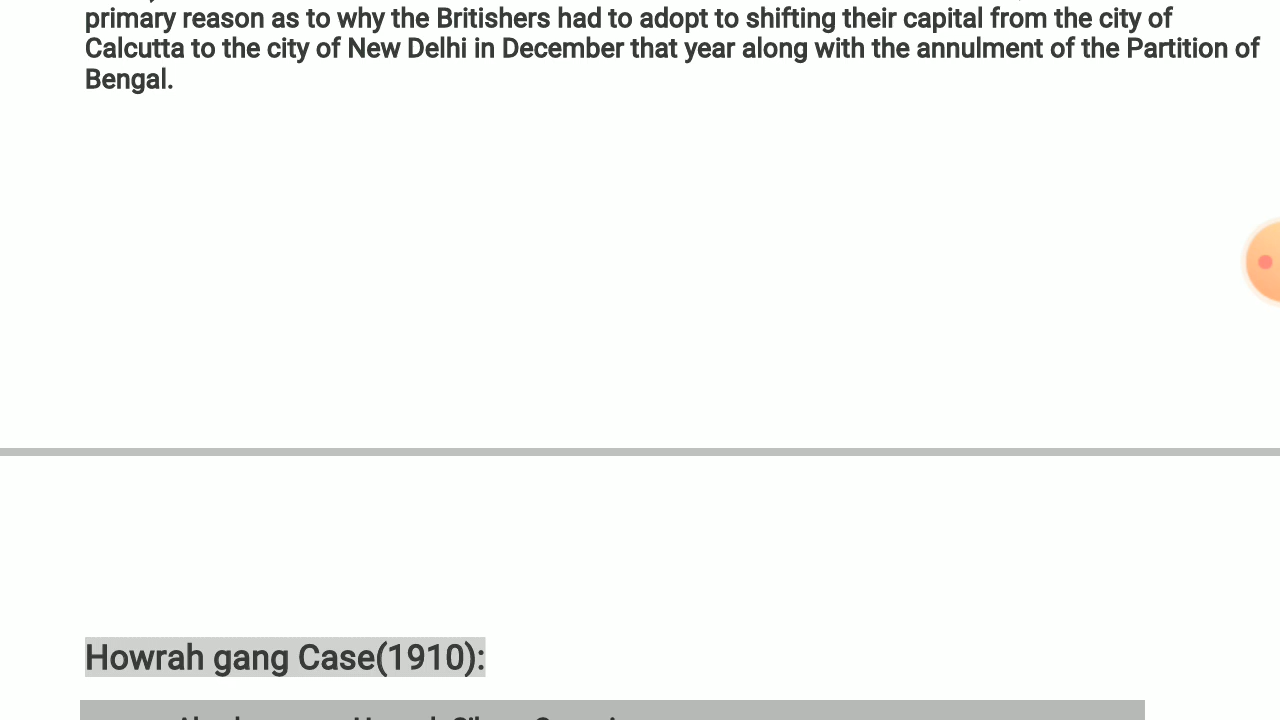 primary reason as to why the Britishers had to adopt to shifting their capital from the city of
Calcutta to the city of New Delhi in December that year along with the annulment of the Partition of
Bengal.
Howrah gang Case(1910):